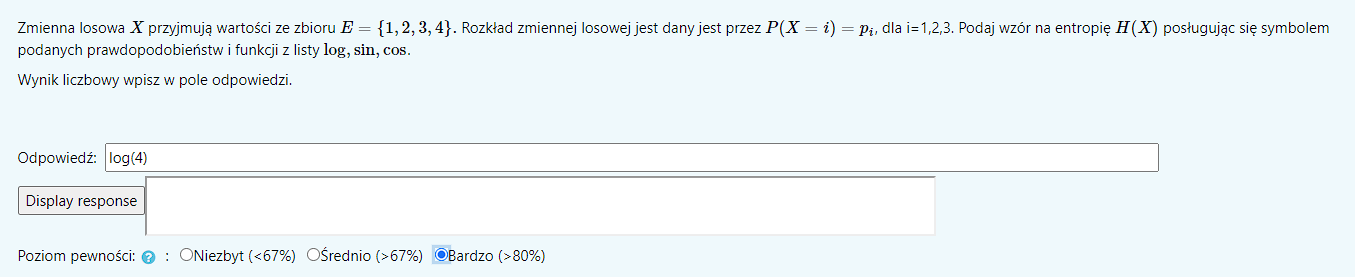 Zmienna losowa X przyjmują wartości ze zbioru E = {1, 2, 3, 4}. Rozkład zmiennej losowej jest dany jest przez P(X = i) = pᵢ, dla i=1,2,3. Podaj wzór na entropię H(X) posługując się symbolem
podanych prawdopodobieństw i funkcji z listy log, sin, cos.
Wynik liczbowy wpisz w pole odpowiedzi.
Odpowiedź: log(4)
Display response
Poziom pewności: ? : Niezbyt (<67%) Średnio (>67%) Bardzo (>80%)